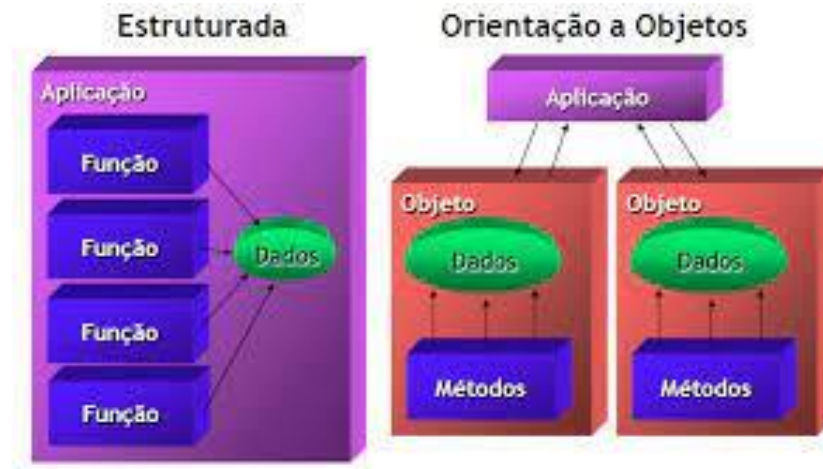 Estruturada
Aplicação
Função
Função
Função
Função
Dados
Orientação a Objetos
Aplicação
Objeto
Dados
Métodos
Objeto
Dados
Métodos